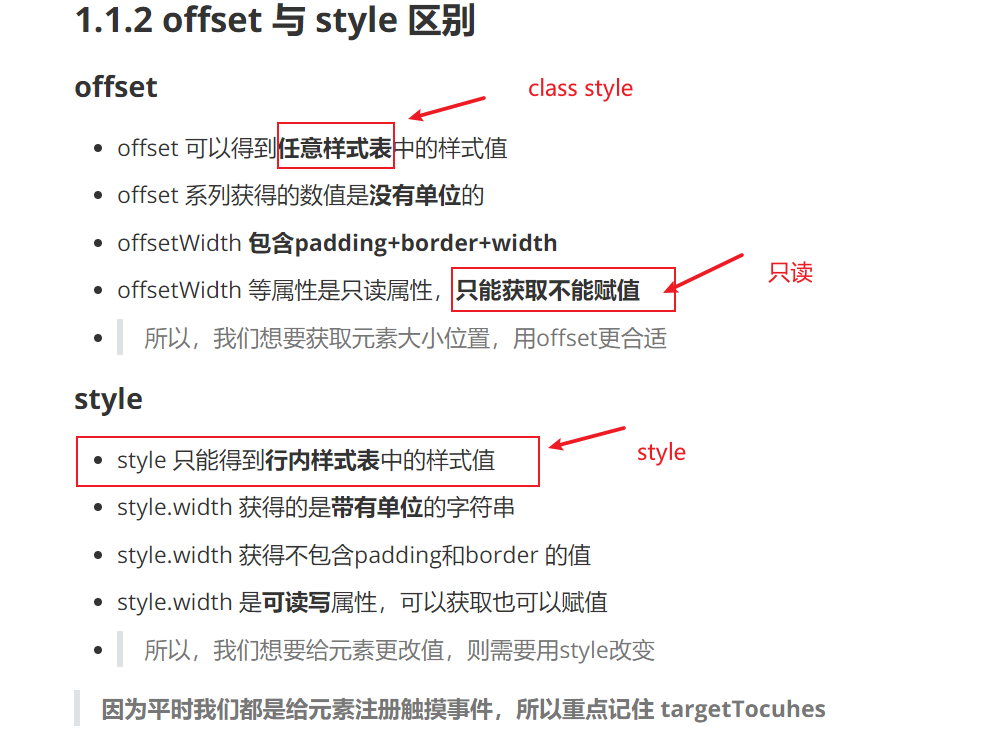 1.1.2 offset 与 style 区别
offset
class style
offset 可以得到任意样式表中的样式值
offset 系列获得的数值是没有单位的
offsetWidth 包含padding+border+width
offsetWidth 等属性是只读属性，只能获取不能赋值
只读
所以，我们想要获取元素大小位置，用offset更合适
style
style 只能得到行内样式表中的样式值
style
style.width 获得的是带有单位的字符串
style.width 获得不包含padding和border 的值
style.width 是可读写属性，可以获取也可以赋值
所以，我们想要给元素更改值，则需要用style改变
因为平时我们都是给元素注册触摸事件，所以重点记住 targetTocuhes